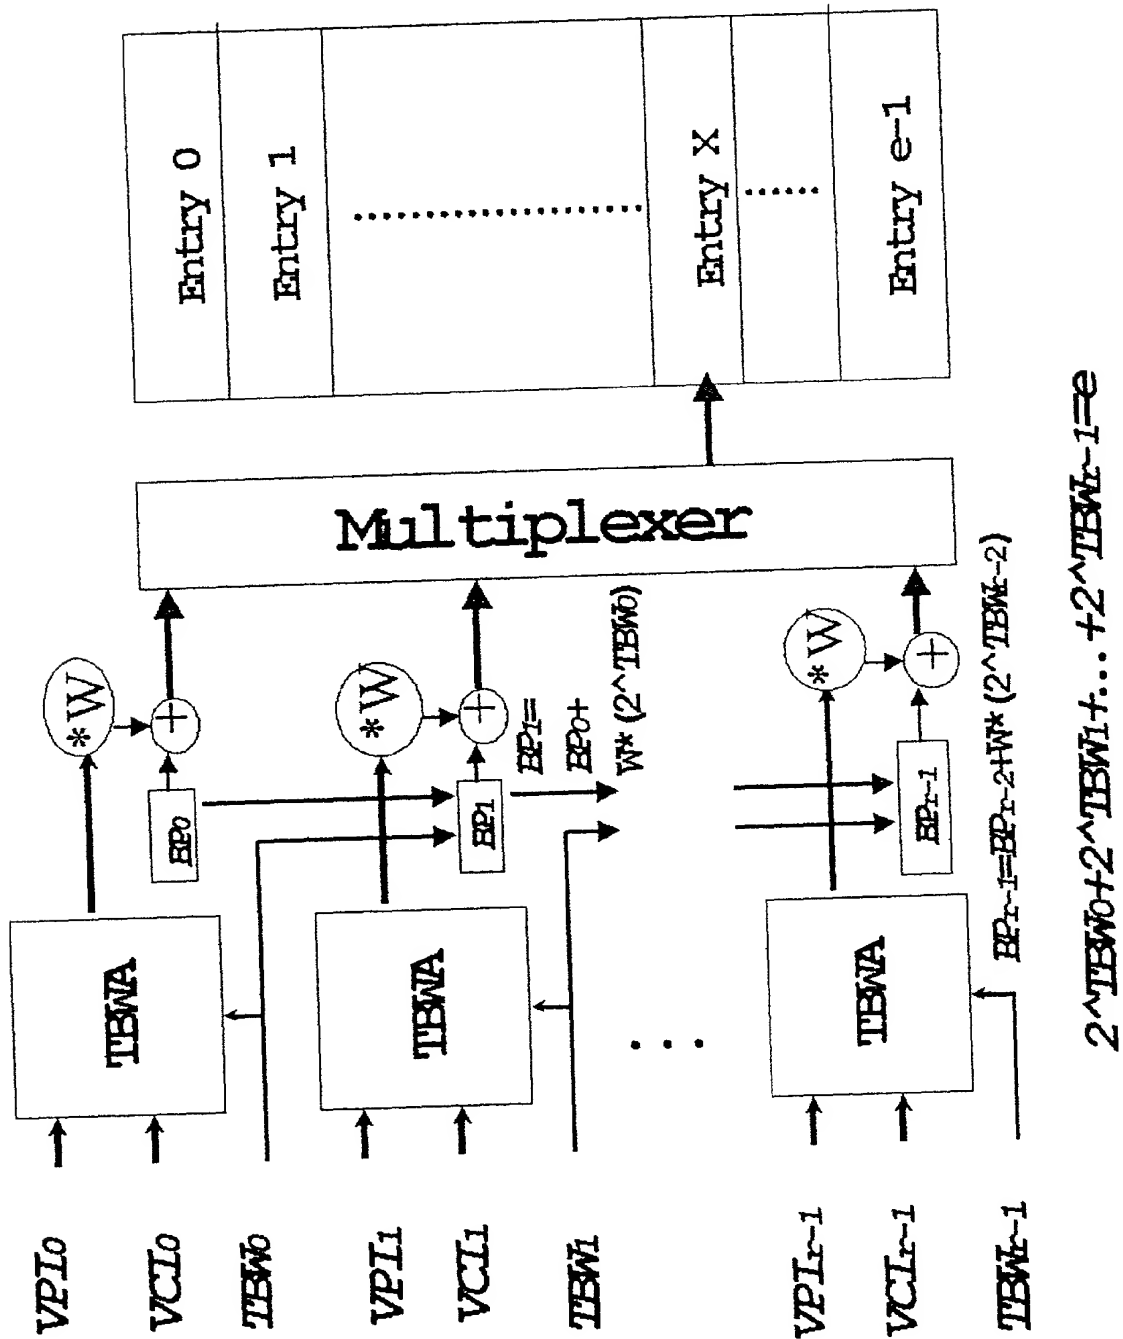 VPI0
VCI0
TBW0
TBWA
BP0
*W
+
VPI1
VCI1
TBW1
TBWA
BP1
*W
+
BP1=
BP0+
W*(2^TBW0)
...
VPIr-1
VCIr-1
TBWr-1
TBWA
BPr-1
*W
+
BPr-1=BPr-2+W*(2^TBWr-2)
Multiplexer
Entry 0
Entry 1
Entry X
Entry e-1
2^TBW0+2^TBW1+...+2^TBWr-1=e